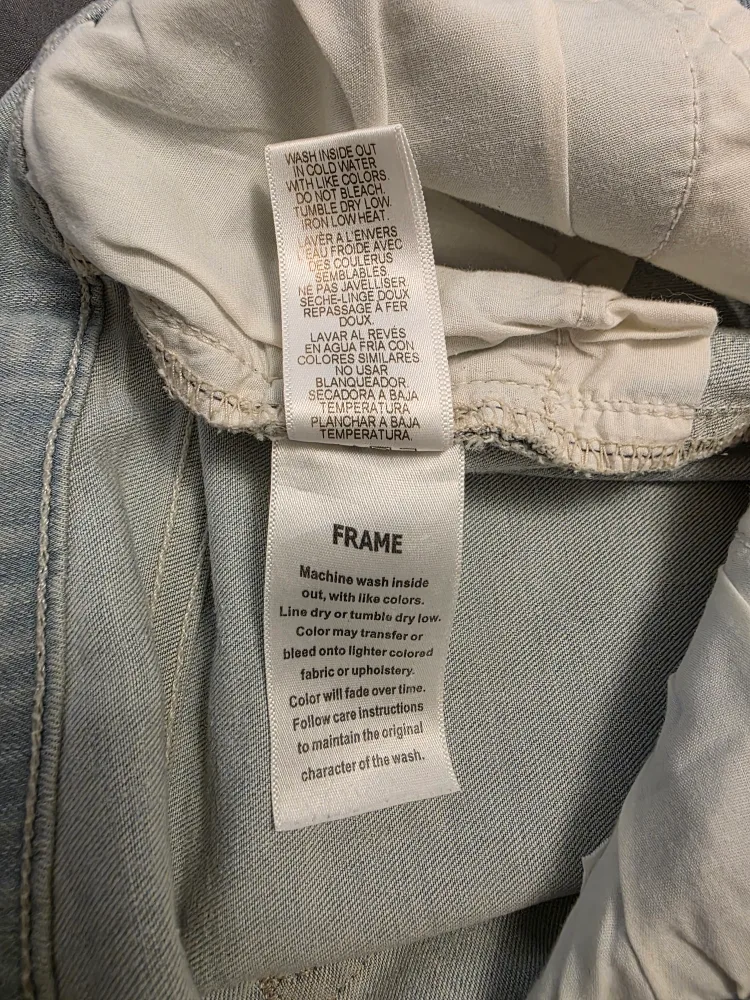 WASH INSIDE OUT
IN COLD WATER
WITH LIKE COLORS.
DO NOT BLEACH.
TUMBLE DRY LOW.
IRON LOW HEAT.
LAVER A L'ENVERS
L'EAU FROIDE AVEC
DES COULERUS
SEMBLABLES
NE PAS JAVELLISER
SECHE-LINGE DOUX
REPASSAGE A FER
DOUX.
LAVAR AL REVÉS
EN AGUA FRÍA CON
COLORES SIMILARES
NO USAR
BLANQUEADOR.
SECADORA A BAJA
TEMPERATURA
PLANCHAR A BAJA
TEMPERATURA.
FRAME
Machine wash inside
out, with like colors.
Line dry or tumble dry low.
Color may transfer or
bleed onto lighter colored
fabric or upholstery.
Color will fade over time.
Follow care instructions
to maintain the original
character of the wash.